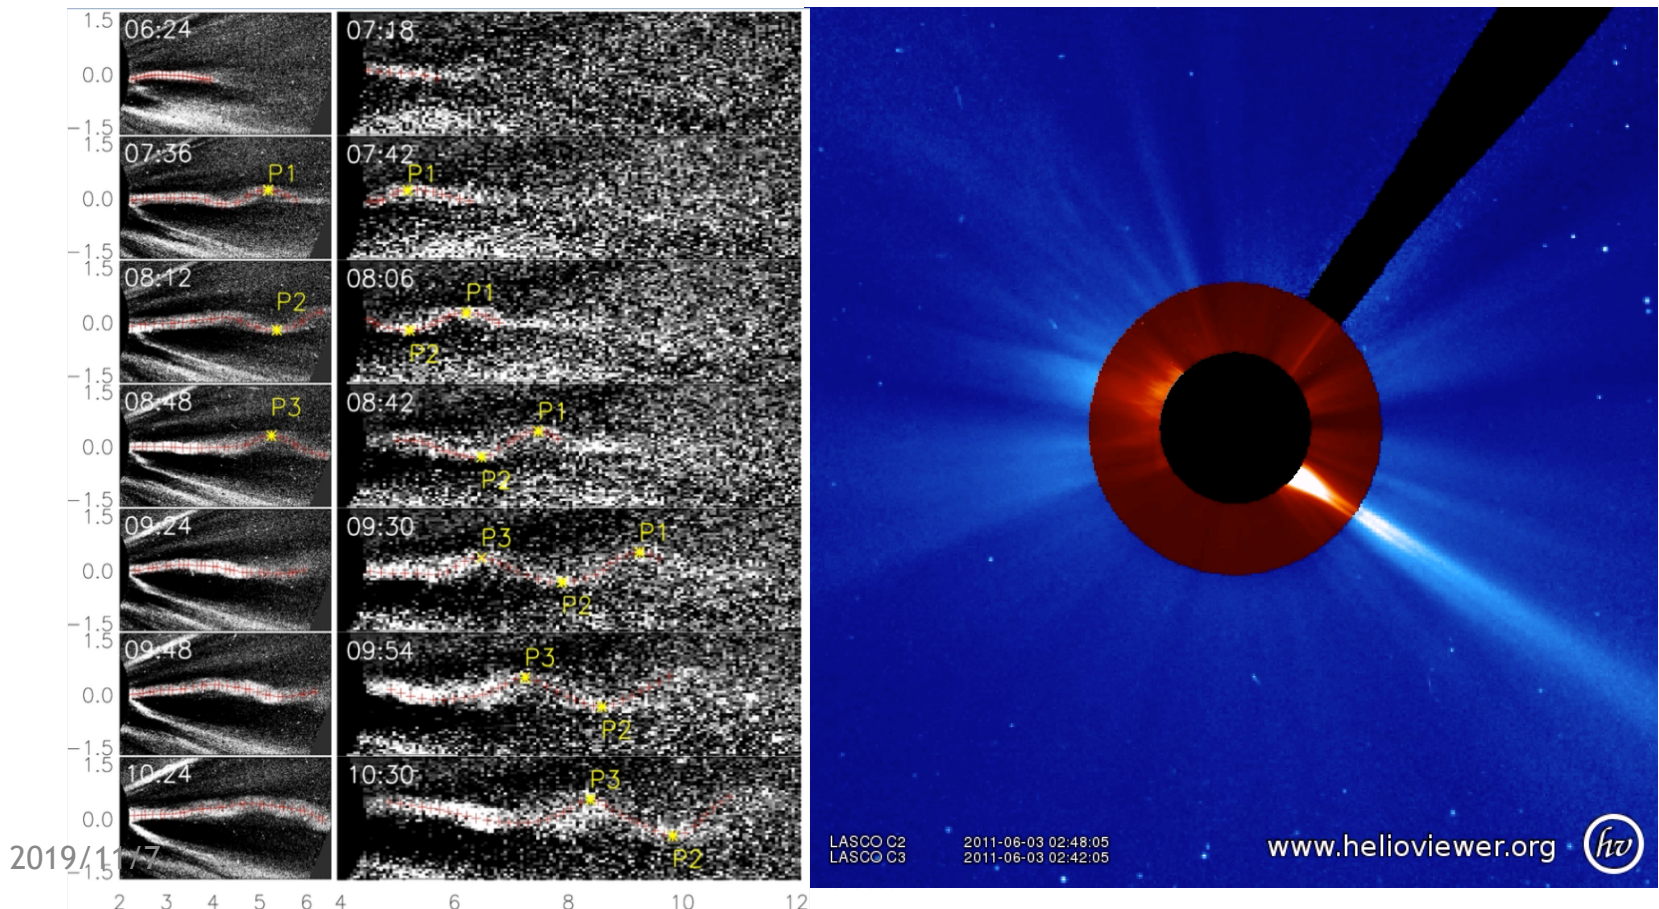 1.5
0.0
−1.5
06:24
07:18
1.5
0.0
−1.5
07:36
P1
07:42
P1
1.5
0.0
−1.5
08:12
P2
08:06
P1
P2
1.5
0.0
−1.5
08:48
P3
08:42
P1
P2
1.5
0.0
−1.5
09:24
09:30
P3
P1
P2
1.5
0.0
−1.5
09:48
09:54
P3
P2
1.5
0.0
−1.5
10:24
10:30
P3
P2
2019/11/7
2 3 4 5 6 4 6 8 10 12
LASCO C2 2011-06-03 02:48:05
LASCO C3 2011-06-03 02:42:05
www.helioviewer.org
hv